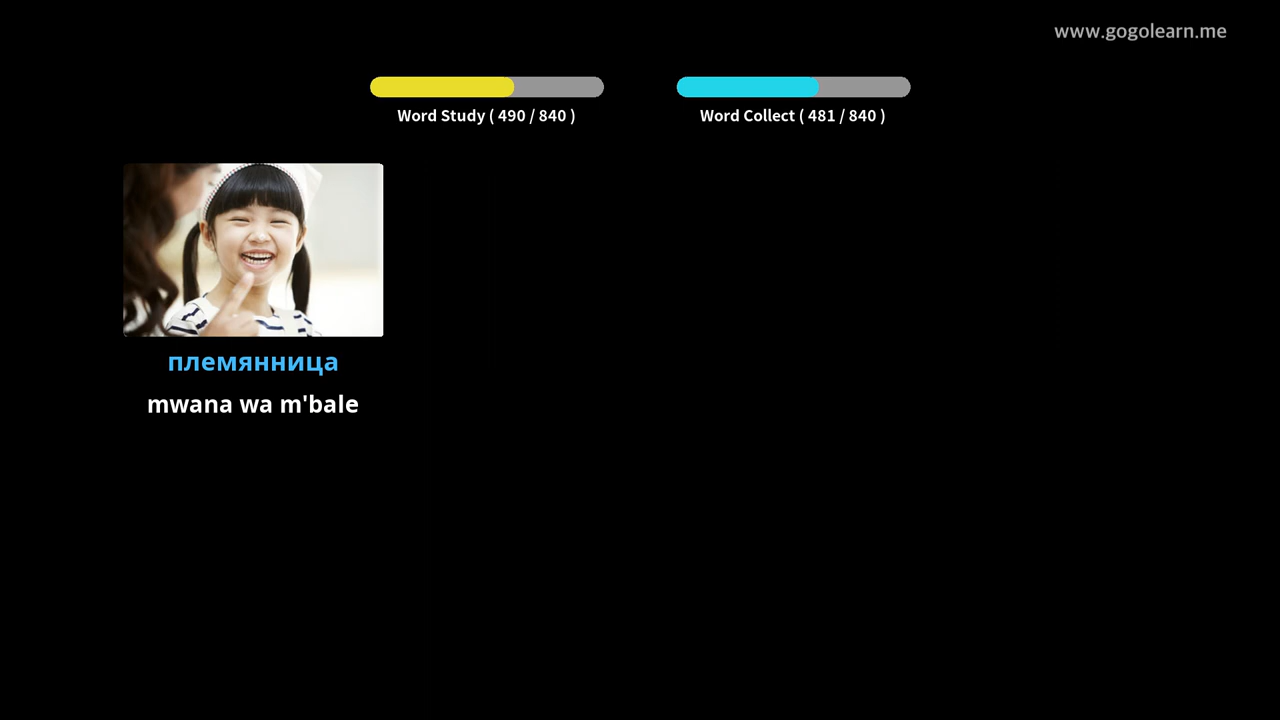 www.gogolearn.me
Word Study ( 490 / 840 )
Word Collect ( 481 / 840 )
племянница
mwana wa m'bale